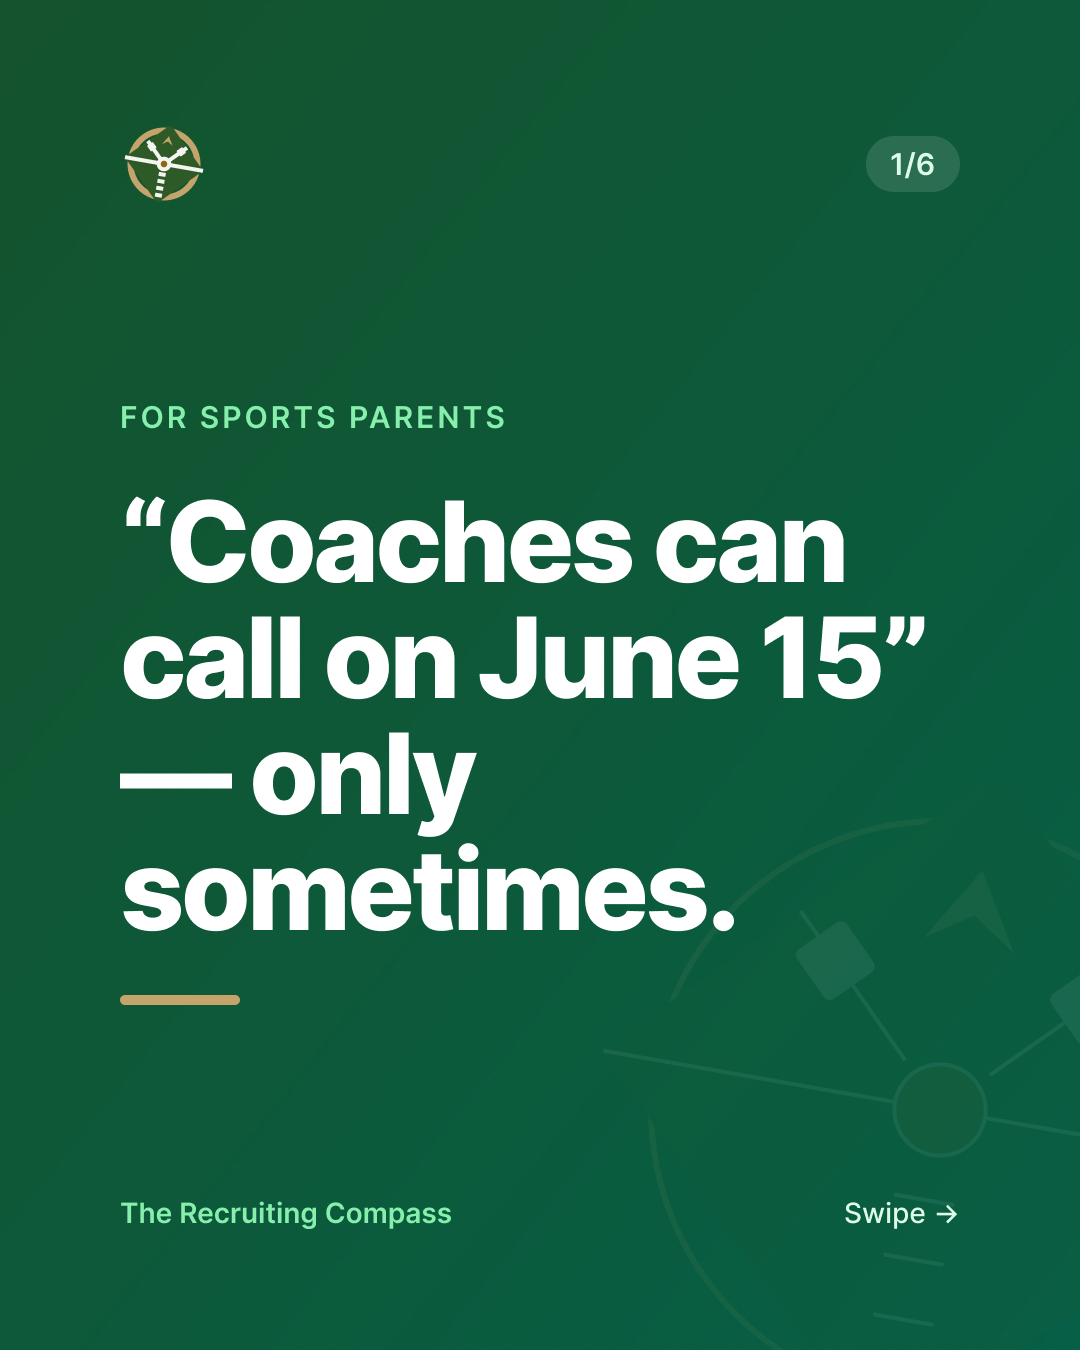 1/6
FOR SPORTS PARENTS
“Coaches can
call on June 15”
— only
sometimes.
The Recruiting Compass
Swipe →